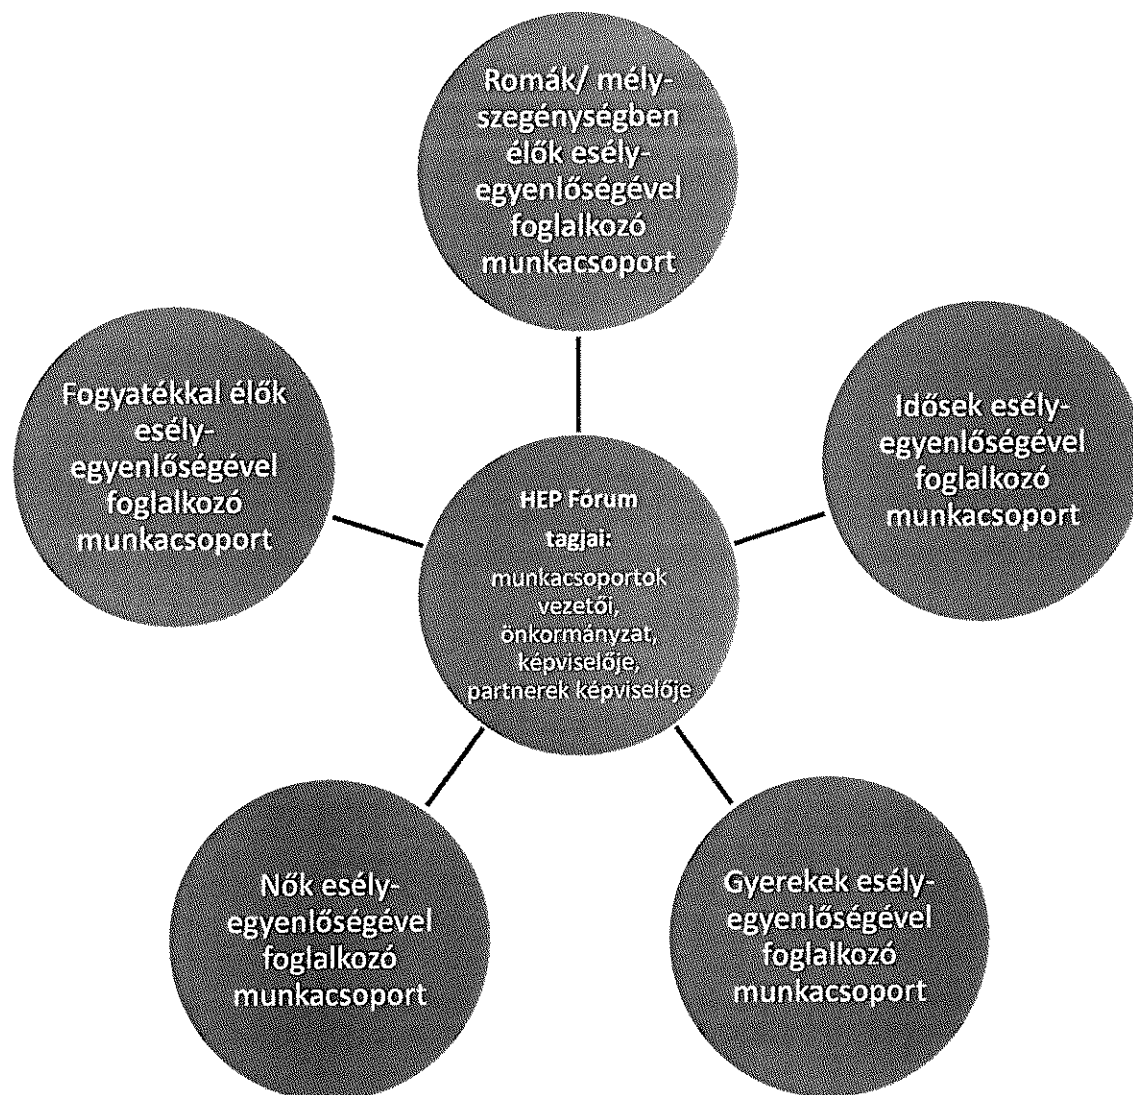 Romák/ mély-
szegénységben
élők esély-
egyenlőségével
foglalkozó
munkacsoport
Fogyatékkal élők
esély-
egyenlőségével
foglalkozó
munkacsoport
Idősek esély-
egyenlőségével
foglalkozó
munkacsoport
HEP Fórum
tagjai:
munkacsoportok
vezetői,
önkormányzat,
képviselője,
partnerek képviselője
Nők esély-
egyenlőségével
foglalkozó
munkacsoport
Gyerekek esély-
egyenlőségével
foglalkozó
munkacsoport